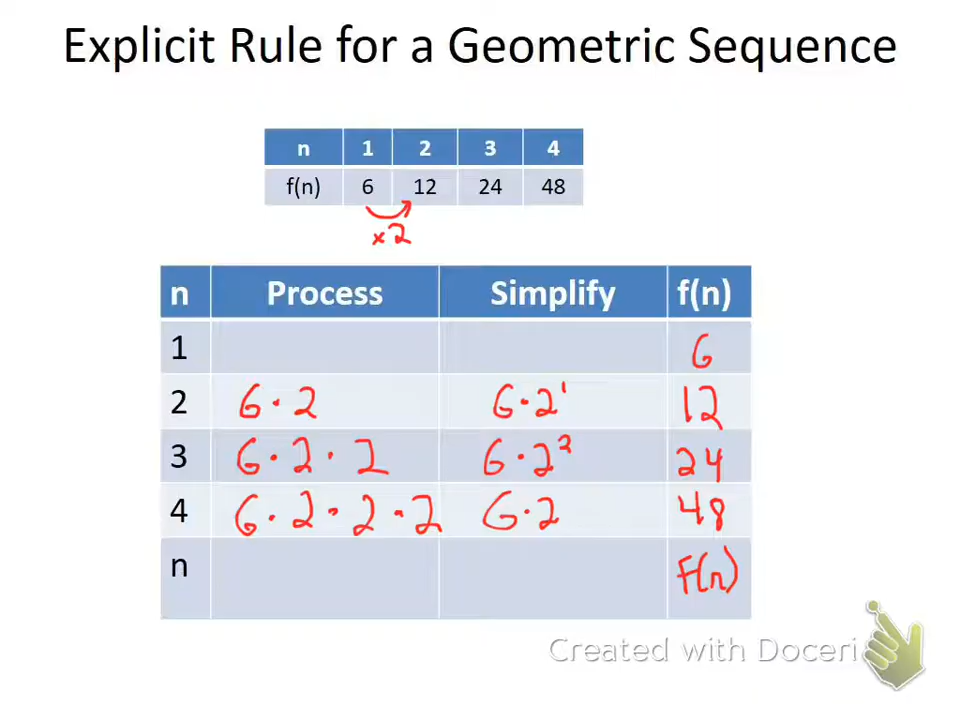 Explicit Rule for a Geometric Sequence
n 1 2 3 4
f(n) 6 12 24 48
×2
n Process Simplify f(n)
1 6
2 6·2 6·2¹ 12
3 6·2·2 6·2² 24
4 6·2·2·2 6·2 48
n F(n)
Created with Doceri